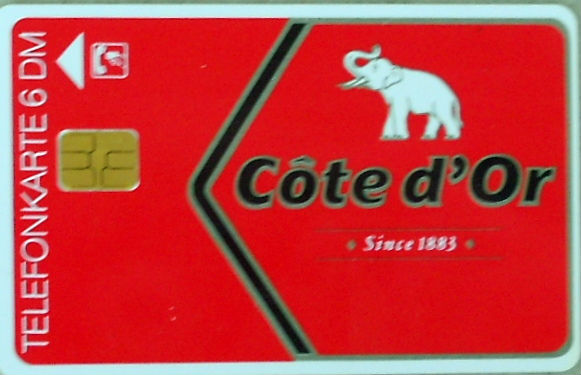 TELEFONKARTE 6 DM
Côte d'Or
Since 1883